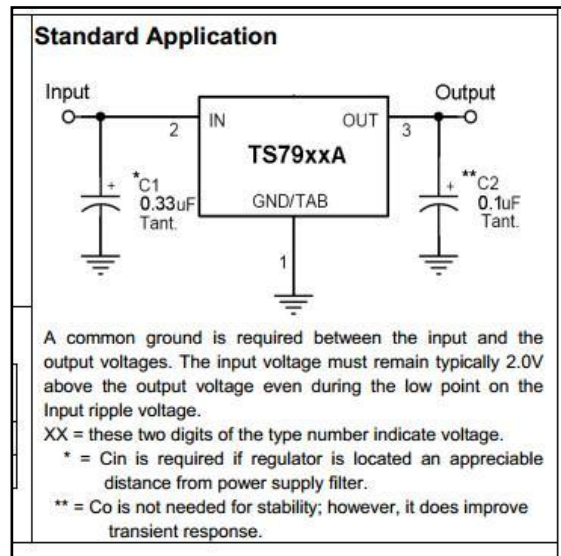 Standard Application
Input
Output
2
IN
OUT
3
TS79xxA
GND/TAB
+
*C1
0.33uF
Tant.
+
**C2
0.1uF
Tant.
1
A common ground is required between the input and the
output voltages. The input voltage must remain typically 2.0V
above the output voltage even during the low point on the
Input ripple voltage.
XX = these two digits of the type number indicate voltage.
* = Cin is required if regulator is located an appreciable
distance from power supply filter.
** = Co is not needed for stability; however, it does improve
transient response.